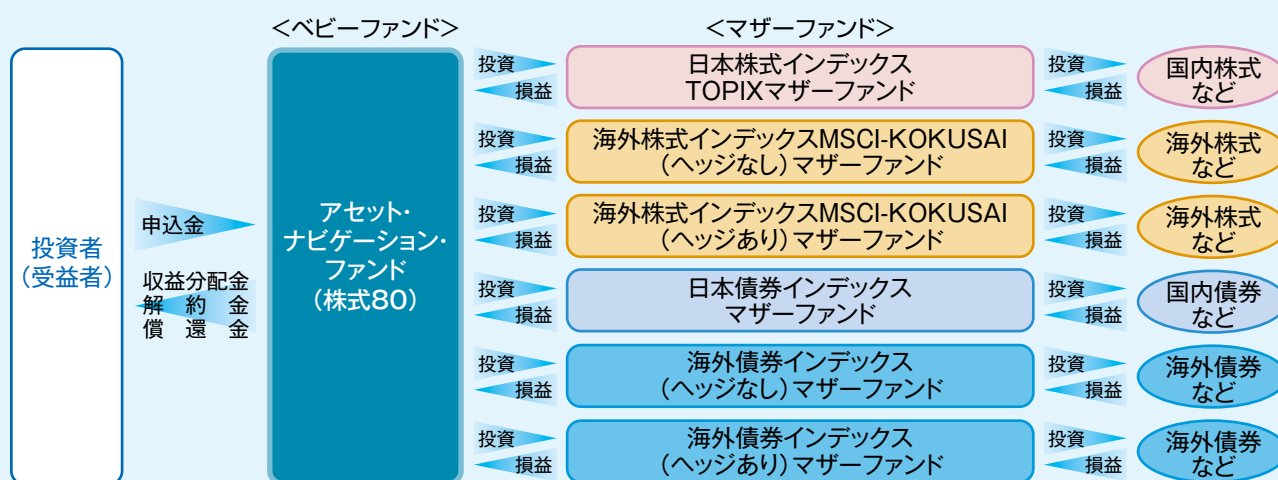 <ベビーファンド>
<マザーファンド>
投資者
（受益者）
申込金
収益分配金
解約金
償還金
アセット・
ナビゲーション・
ファンド
（株式80）
投資
損益
日本株式インデックス
TOPIXマザーファンド
投資
損益
国内株式
など
投資
損益
海外株式インデックスMSCI-KOKUSAI
（ヘッジなし）マザーファンド
投資
損益
海外株式
など
投資
損益
海外株式インデックスMSCI-KOKUSAI
（ヘッジあり）マザーファンド
投資
損益
海外株式
など
投資
損益
日本債券インデックス
マザーファンド
投資
損益
国内債券
など
投資
損益
海外債券インデックス
（ヘッジなし）マザーファンド
投資
損益
海外債券
など
投資
損益
海外債券インデックス
（ヘッジあり）マザーファンド
投資
損益
海外債券
など